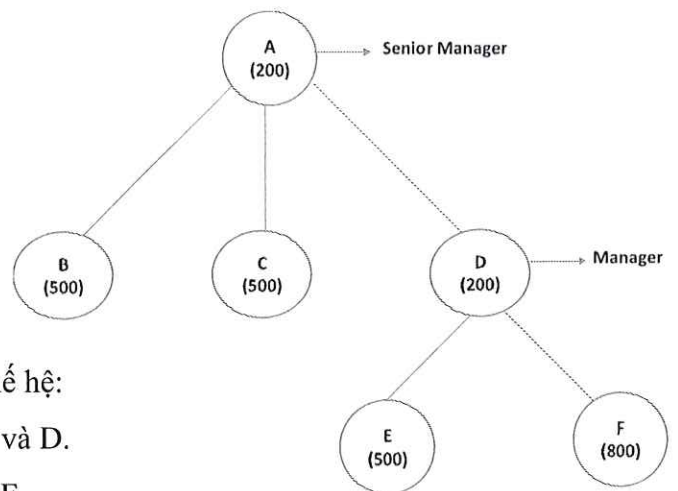 A
(200)
Senior Manager
B
(500)
C
(500)
D
(200)
Manager
ế hệ:
và D.
E
(500)
F
(800)